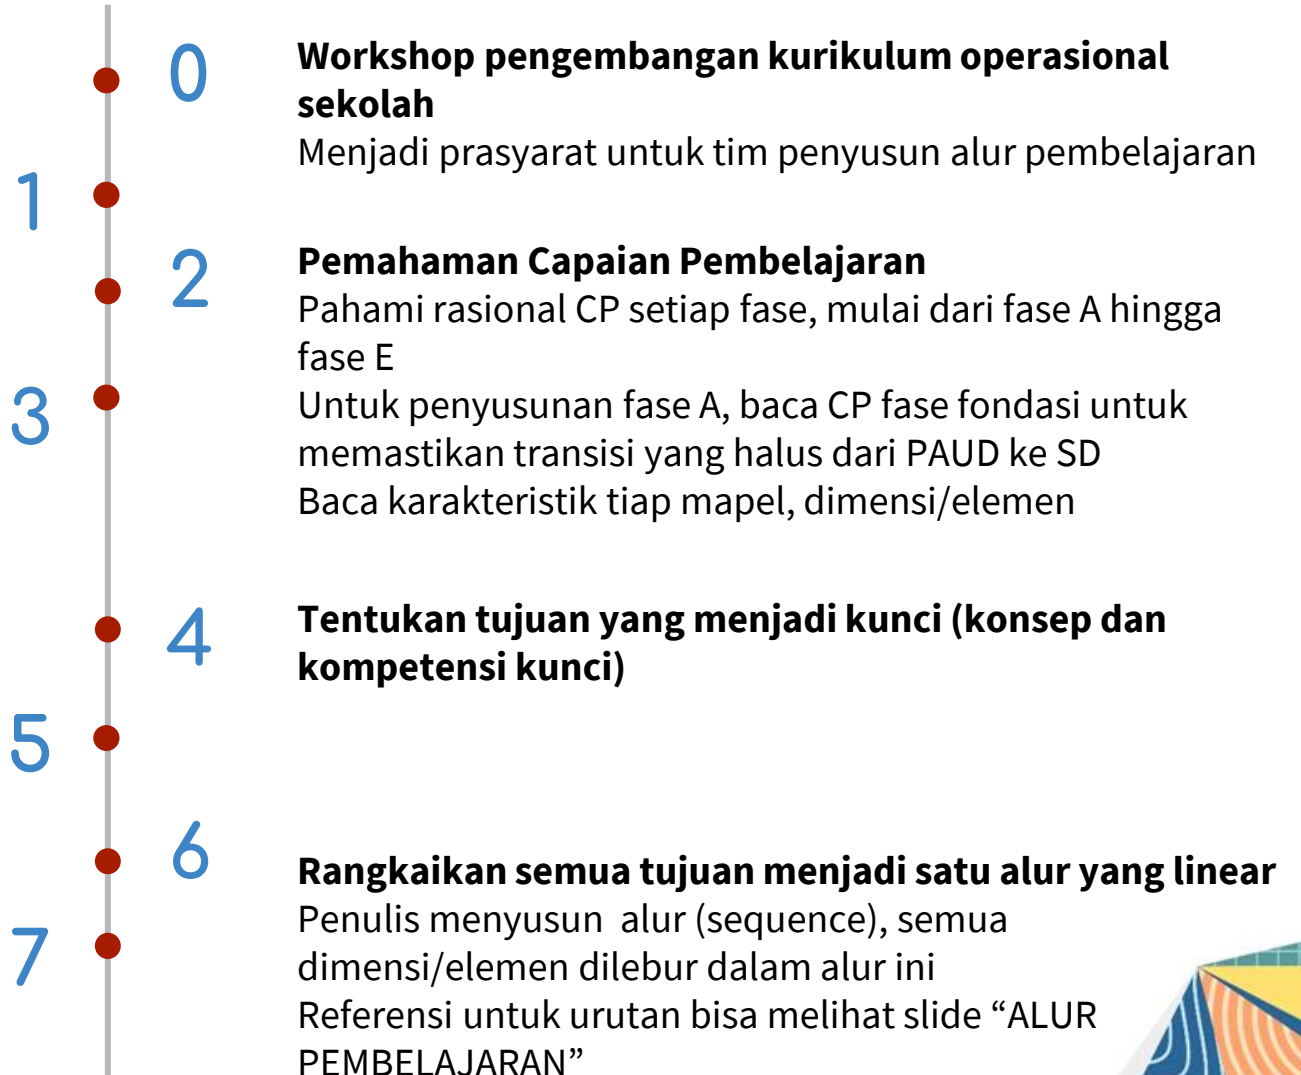 0
Workshop pengembangan kurikulum operasional
sekolah
Menjadi prasyarat untuk tim penyusun alur pembelajaran
1
2
Pemahaman Capaian Pembelajaran
Pahami rasional CP setiap fase, mulai dari fase A hingga
fase E
3
Untuk penyusunan fase A, baca CP fase fondasi untuk
memastikan transisi yang halus dari PAUD ke SD
Baca karakteristik tiap mapel, dimensi/elemen
4
Tentukan tujuan yang menjadi kunci (konsep dan
kompetensi kunci)
5
6
Rangkaikan semua tujuan menjadi satu alur yang linear
Penulis menyusun  alur (sequence), semua
7
dimensi/elemen dilebur dalam alur ini
Referensi untuk urutan bisa melihat slide “ALUR
PEMBELAJARAN”